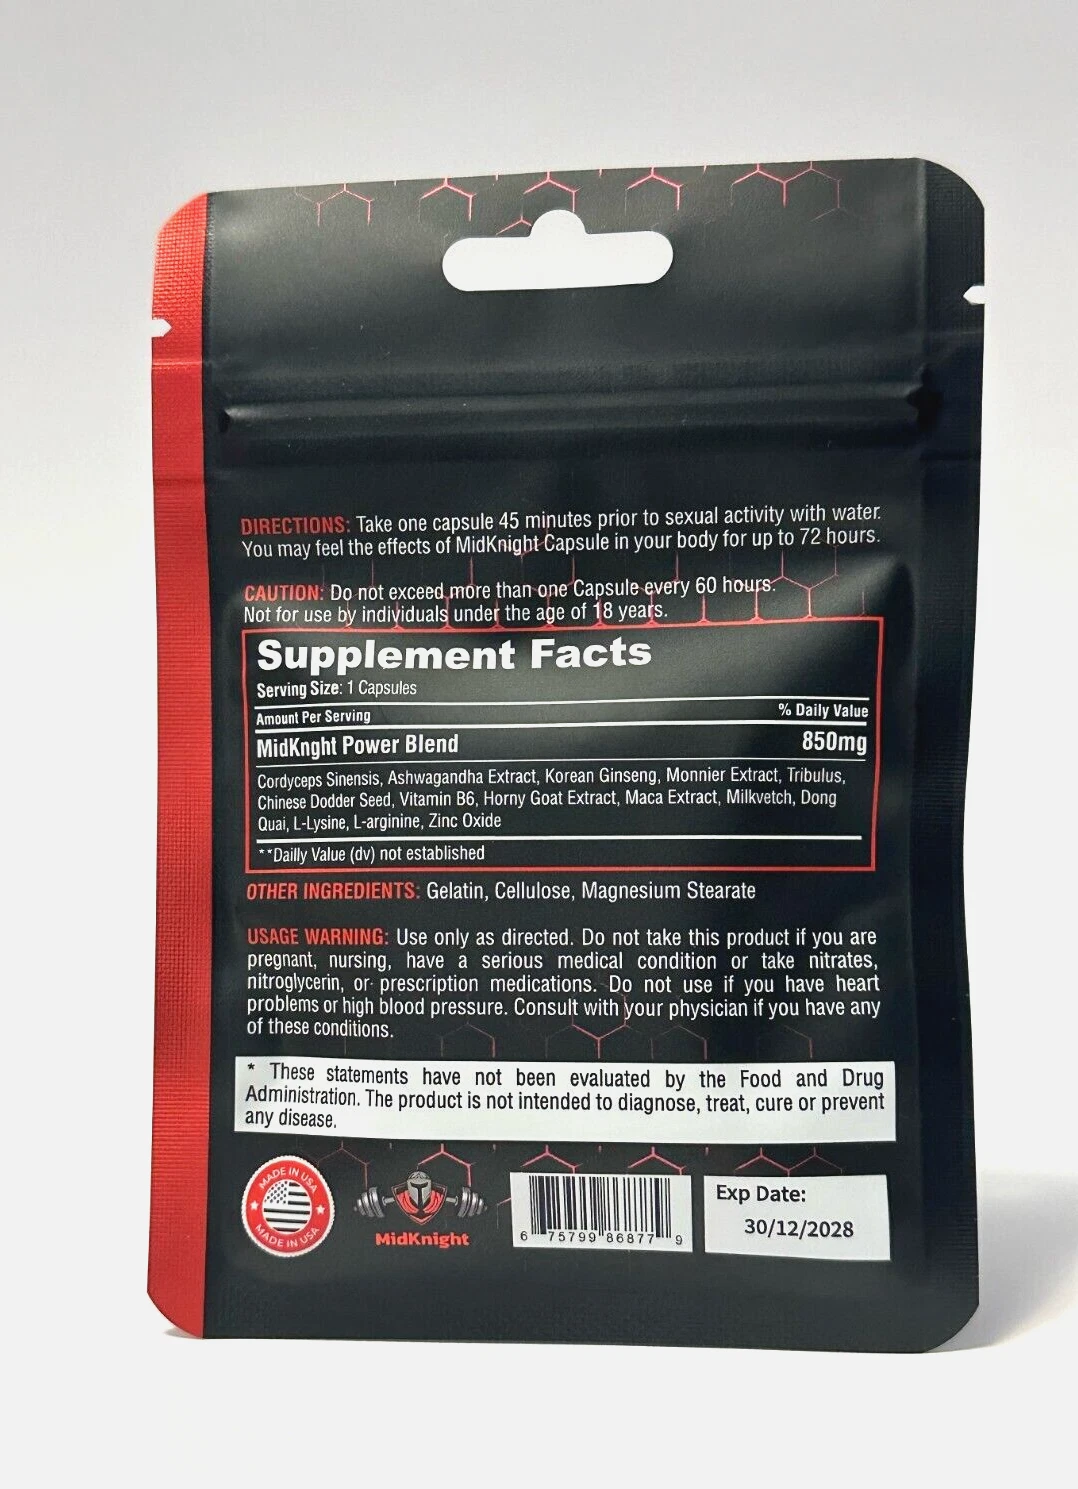 DIRECTIONS: Take one capsule 45 minutes prior to sexual activity with water.
You may feel the effects of MidKnight Capsule in your body for up to 72 hours.
CAUTION: Do not exceed more than one Capsule every 60 hours.
Not for use by individuals under the age of 18 years.
Supplement Facts
Serving Size: 1 Capsules
Amount Per Serving % Daily Value
MidKnght Power Blend 850mg
Cordyceps Sinensis, Ashwagandha Extract, Korean Ginseng, Monnier Extract, Tribulus,
Chinese Dodder Seed, Vitamin B6, Horny Goat Extract, Maca Extract, Milkvetch, Dong
Quai, L-Lysine, L-arginine, Zinc Oxide
**Dailly Value (dv) not established
OTHER INGREDIENTS: Gelatin, Cellulose, Magnesium Stearate
USAGE WARNING: Use only as directed. Do not take this product if you are
pregnant, nursing, have a serious medical condition or take nitrates,
nitroglycerin, or prescription medications. Do not use if you have heart
problems or high blood pressure. Consult with your physician if you have any
of these conditions.
* These statements have not been evaluated by the Food and Drug
Administration. The product is not intended to diagnose, treat, cure or prevent
any disease.
MADE IN USA
MADE IN USA
MidKnight
6 75799 86877 9
Exp Date:
30/12/2028